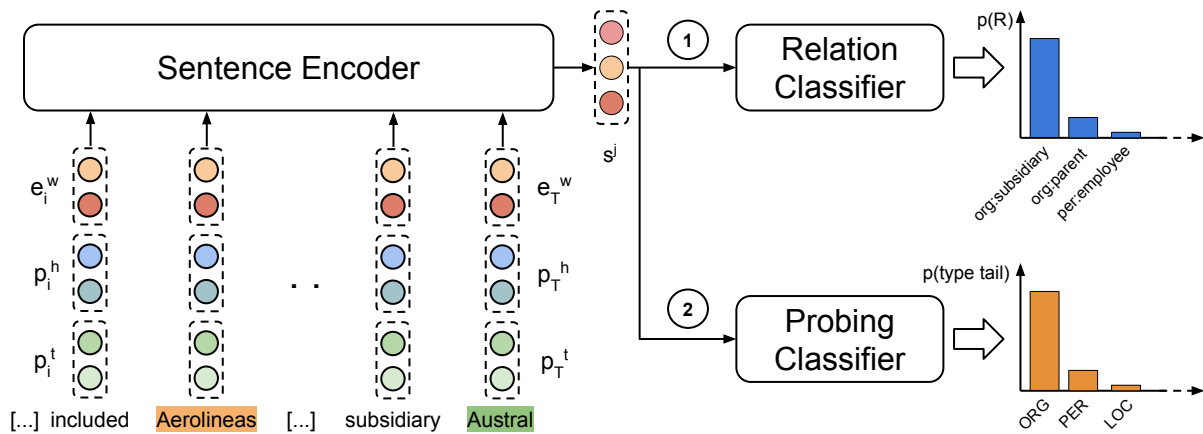 Sentence Encoder
s^j
1
Relation
Classifier
p(R)
org:subsidiary
org:parent
per:employee
e_i^w
e_T^w
p_i^h
. .
p_T^h
p_i^t
p_T^t
[...] included Aerolineas [...] subsidiary Austral
2
Probing
Classifier
p(type tail)
ORG
PER
LOC